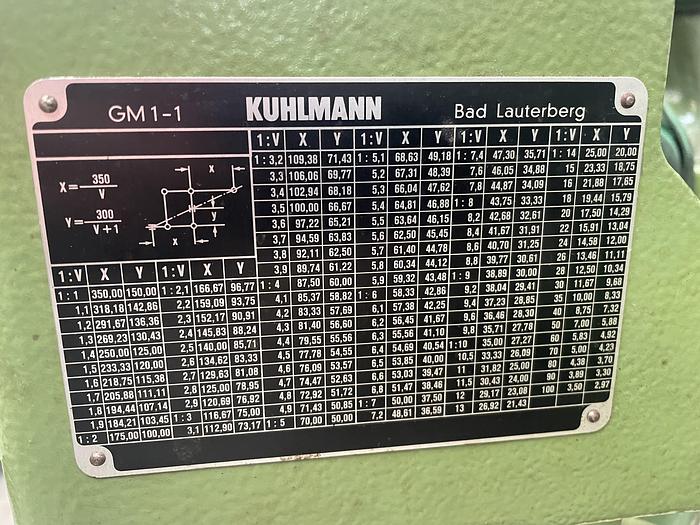 GM 1-1 KUHLMANN Bad Lauterberg
X = 350 / V
Y = 300 / V+1
x
y
y
x
1:V X Y
1:1 350,00 150,00
1,1 318,18 142,86
1,2 291,67 136,36
1,3 269,23 130,43
1,4 250,00 125,00
1,5 233,33 120,00
1,6 218,75 115,38
1,7 205,88 111,11
1,8 194,44 107,14
1,9 184,21 103,45
1:2 175,00 100,00
1:V X Y
1:2,1 166,67 96,77
2,2 159,09 93,75
2,3 152,17 90,91
2,4 145,83 88,24
2,5 140,00 85,71
2,6 134,62 83,33
2,7 129,63 81,08
2,8 125,00 78,95
2,9 120,69 76,92
1:3 116,67 75,00
3,1 112,90 73,17
1:V X Y
1:3,2 109,38 71,43
3,3 106,06 69,77
3,4 102,94 68,18
3,5 100,00 66,67
3,6 97,22 65,21
3,7 94,59 63,83
3,8 92,11 62,50
3,9 89,74 61,22
1:4 87,50 60,00
4,1 85,37 58,82
4,2 83,33 57,69
4,3 81,40 56,60
4,4 79,55 55,56
4,5 77,78 54,55
4,6 76,09 53,57
4,7 74,47 52,63
4,8 72,92 51,72
4,9 71,43 50,85
1:5 70,00 50,00
1:V X Y
1:5,1 68,63 49,18
5,2 67,31 48,39
5,3 66,04 47,62
5,4 64,81 46,88
5,5 63,64 46,15
5,6 62,50 45,45
5,7 61,40 44,78
5,8 60,34 44,12
5,9 59,32 43,48
1:6 58,33 42,86
6,1 57,38 42,25
6,2 56,45 41,67
6,3 55,56 41,10
6,4 54,69 40,54
6,5 53,85 40,00
6,6 53,03 39,47
6,8 51,47 38,46
1:7 50,00 37,50
7,2 48,61 36,59
1:V X Y
1:7,4 47,30 35,71
7,6 46,05 34,88
7,8 44,87 34,09
1:8 43,75 33,33
8,2 42,68 32,61
8,4 41,67 31,91
8,6 40,70 31,25
8,8 39,77 30,61
1:9 38,89 30,00
9,2 38,04 29,41
9,4 37,23 28,85
9,6 36,46 28,30
9,8 35,71 27,78
1:10 35,00 27,27
10,5 33,33 26,09
11 31,82 25,00
11,5 30,43 24,00
12 29,17 23,08
13 26,92 21,43
1:V X Y
1:14 25,00 20,00
15 23,33 18,75
16 21,88 17,65
18 19,44 15,79
20 17,50 14,29
22 15,91 13,04
24 14,58 12,00
26 13,46 11,11
28 12,50 10,34
30 11,67 9,68
35 10,00 8,33
40 8,75 7,32
50 7,00 5,88
60 5,83 4,92
70 5,00 4,23
80 4,38 3,70
90 3,89 3,30
100 3,50 2,97